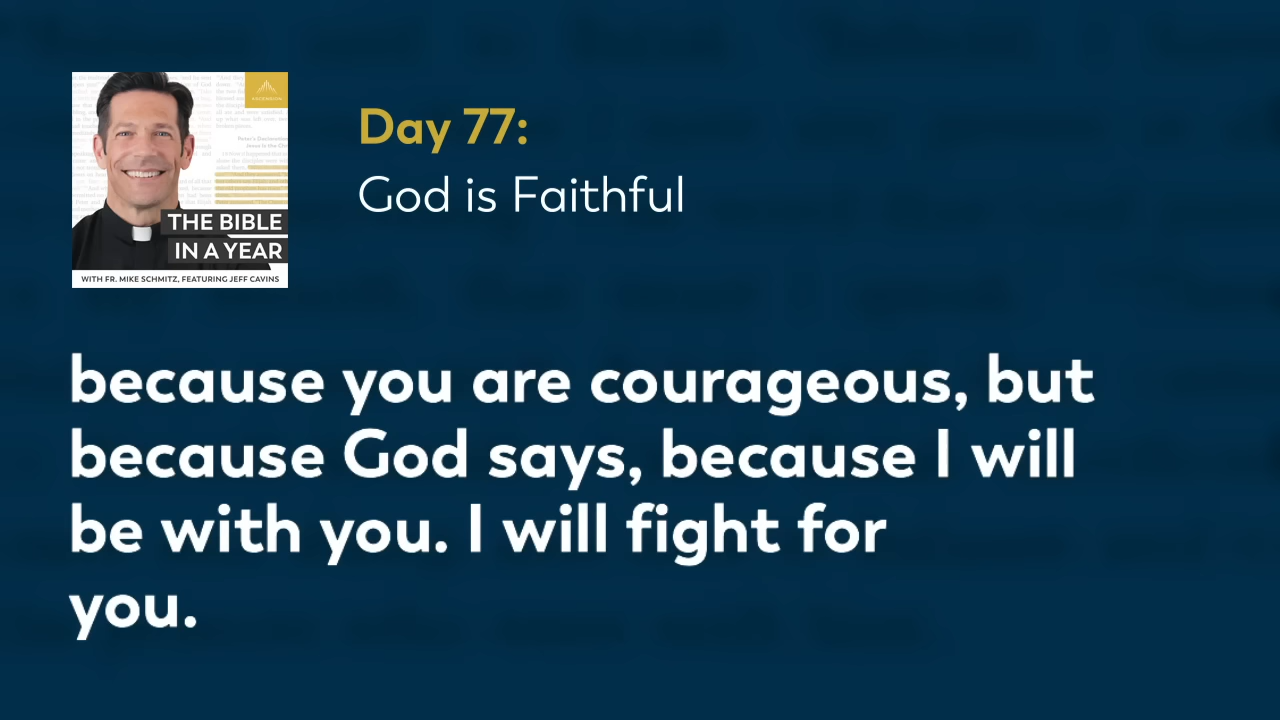 ASCENSION
THE BIBLE
IN A YEAR
WITH FR. MIKE SCHMITZ, FEATURING JEFF CAVINS
Day 77:
God is Faithful
because you are courageous, but
because God says, because I will
be with you. I will fight for
you.